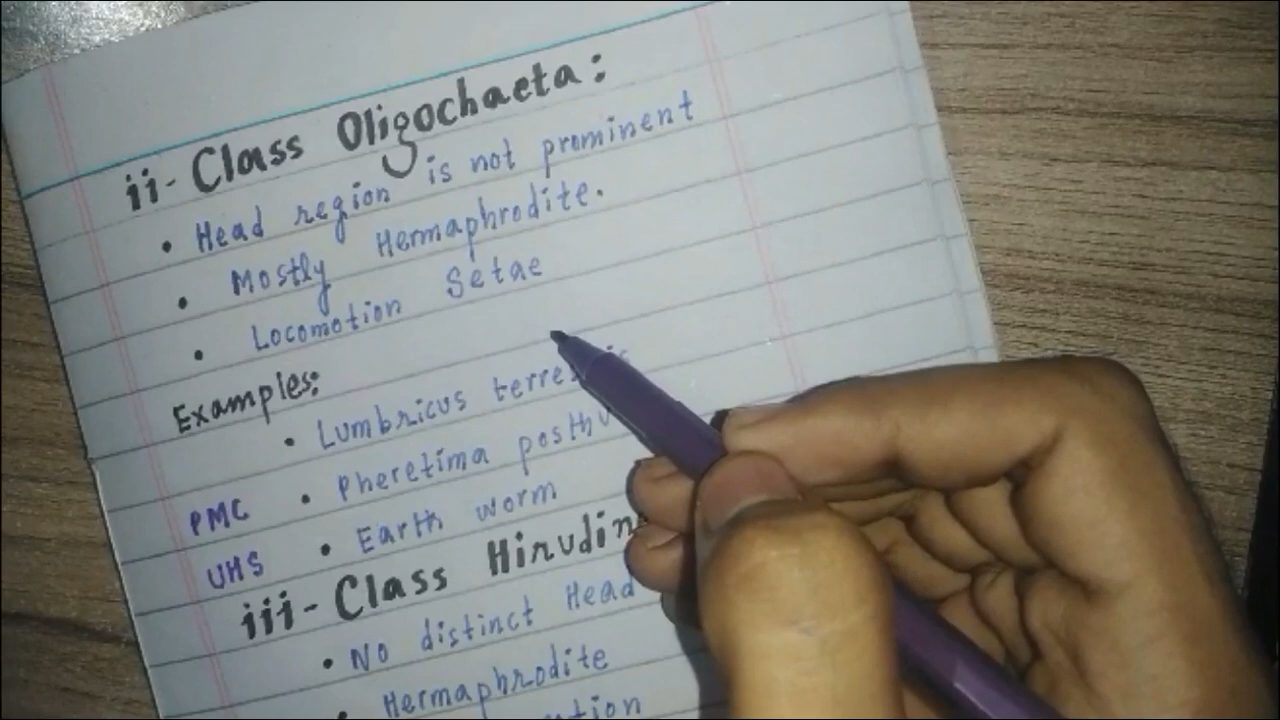 ii- Class Oligochaeta:
• Head region is not prominent
• Mostly Hermaphrodite.
• Locomotion Setae
Examples:
• Lumbricus
• Pheretima
PMC
• Earth worm
UHS
iii- Class
• No distinct Head
• Hermaphrodite